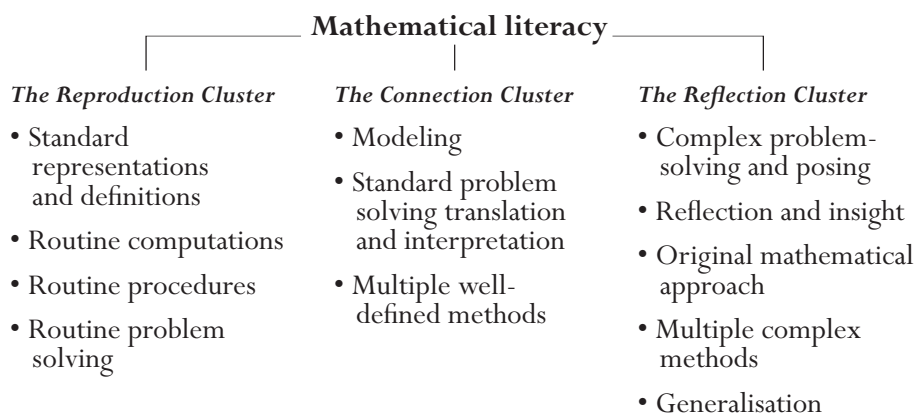 Mathematical literacy
The Reproduction Cluster
• Standard
representations
and definitions
• Routine computations
• Routine procedures
• Routine problem
solving
The Connection Cluster
• Modeling
• Standard problem
solving translation
and interpretation
• Multiple well-
defined methods
The Reflection Cluster
• Complex problem-
solving and posing
• Reflection and insight
• Original mathematical
approach
• Multiple complex
methods
• Generalisation